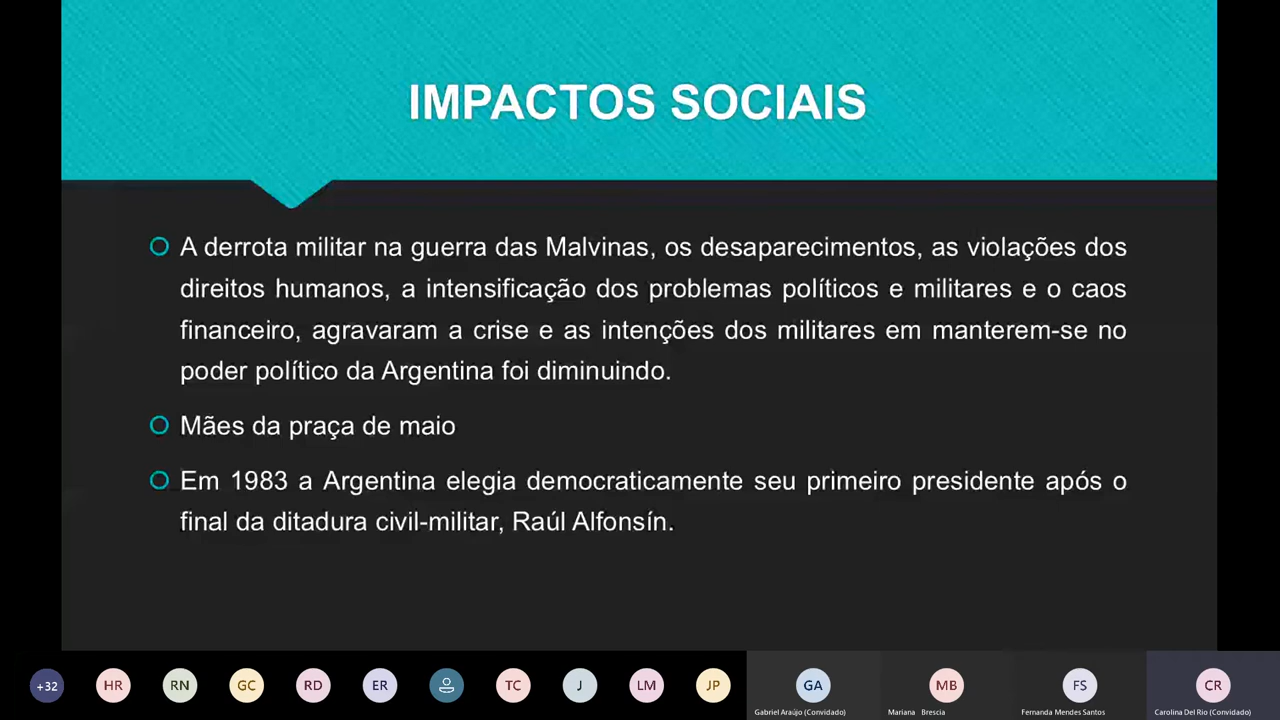 IMPACTOS SOCIAIS
A derrota militar na guerra das Malvinas, os desaparecimentos, as violações dos
direitos humanos, a intensificação dos problemas políticos e militares e o caos
financeiro, agravaram a crise e as intenções dos militares em manterem-se no
poder político da Argentina foi diminuindo.
Mães da praça de maio
Em 1983 a Argentina elegia democraticamente seu primeiro presidente após o
final da ditadura civil-militar, Raúl Alfonsín.
+32 HR RN GC RD ER TC J LM JP GA MB FS CR
Gabriel Araújo (Convidado) Mariana Brescia Fernanda Mendes Santos Carolina Del Rio (Convidado)